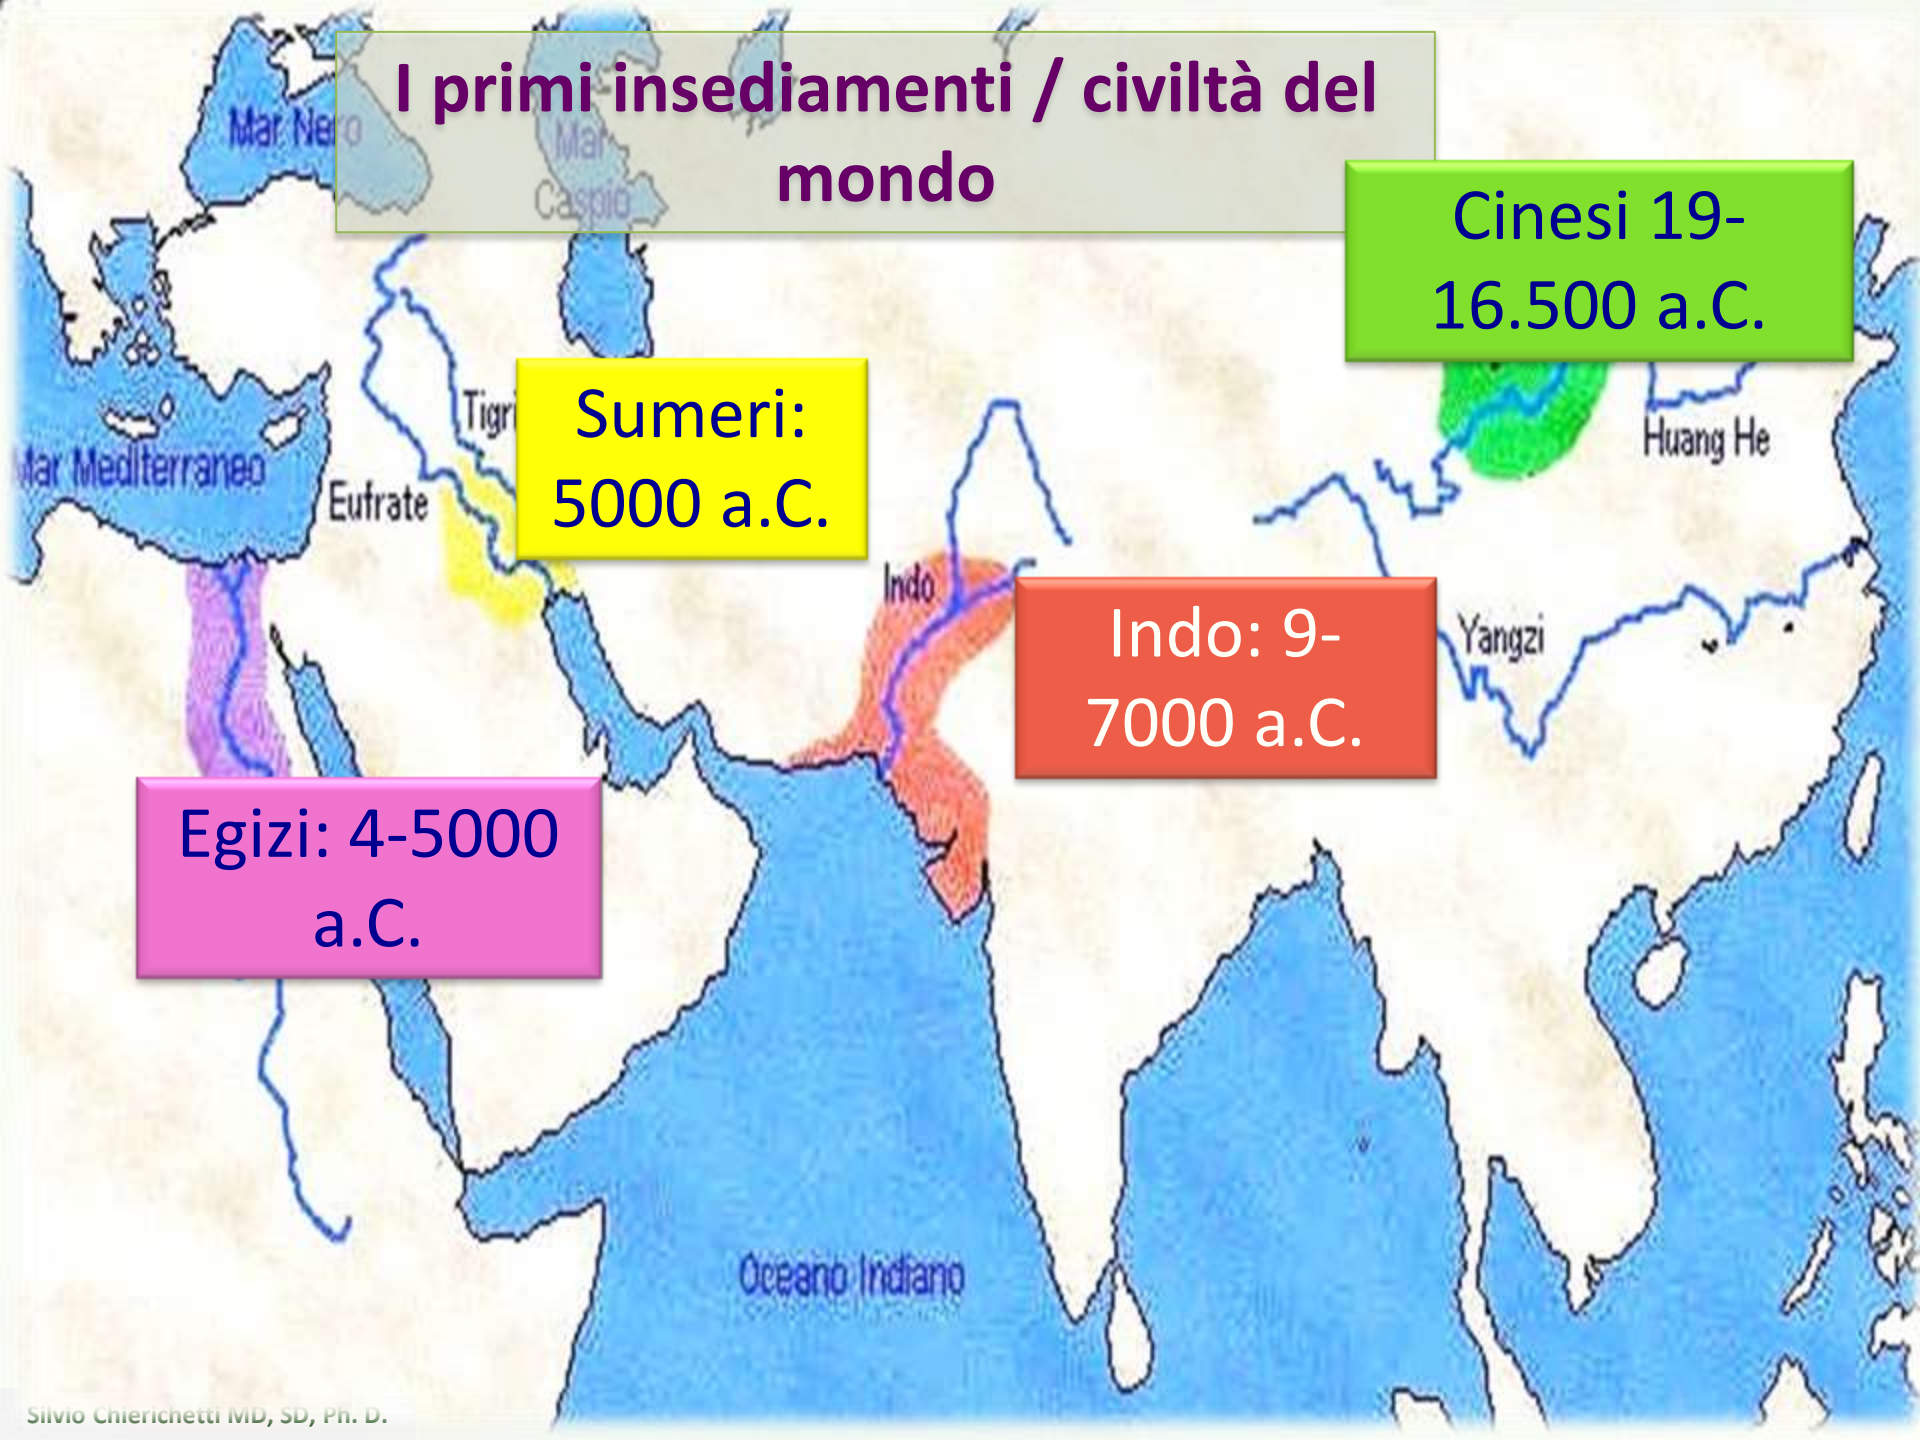 I primi insediamenti / civiltà del
mondo
Mar Nero
Mar
Caspio
Cinesi 19-
16.500 a.C.
Tigri
Sumeri:
5000 a.C.
Huang He
Mar Mediterraneo
Eufrate
Indo
Indo: 9-
7000 a.C.
Yangzi
Egizi: 4-5000
a.C.
Oceano Indiano
Silvio Chierichetti MD, SD, Ph. D.